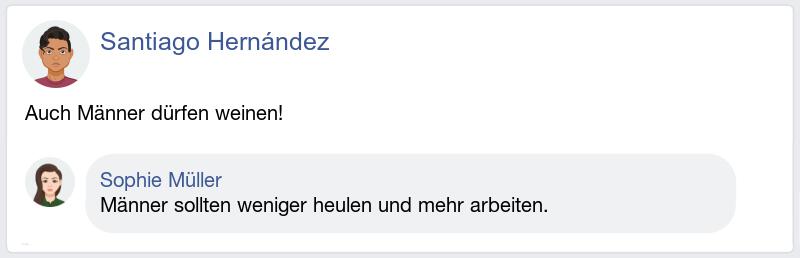 Santiago Hernández
Auch Männer dürfen weinen!
Sophie Müller
Männer sollten weniger heulen und mehr arbeiten.